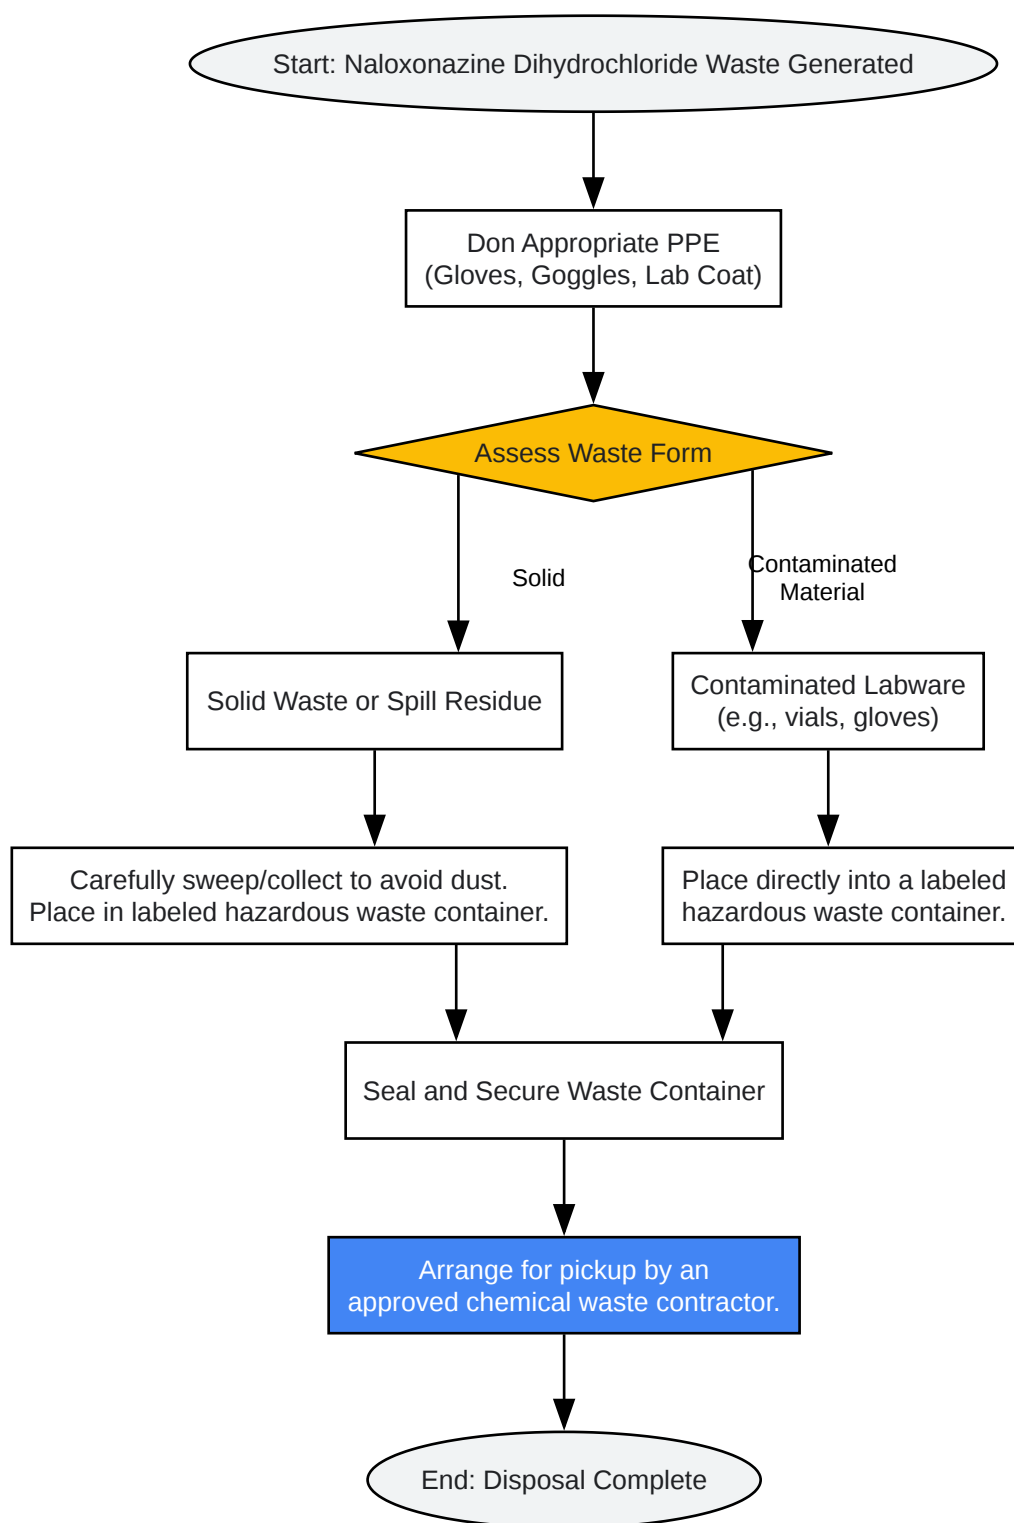 Start: Naloxonazine Dihydrochloride Waste Generated
Don Appropriate PPE
(Gloves, Goggles, Lab Coat)
Assess Waste Form
Solid
Contaminated
Material
Solid Waste or Spill Residue
Contaminated Labware
(e.g., vials, gloves)
Carefully sweep/collect to avoid dust.
Place in labeled hazardous waste container.
Place directly into a labeled
hazardous waste container.
Seal and Secure Waste Container
Arrange for pickup by an
approved chemical waste contractor.
End: Disposal Complete